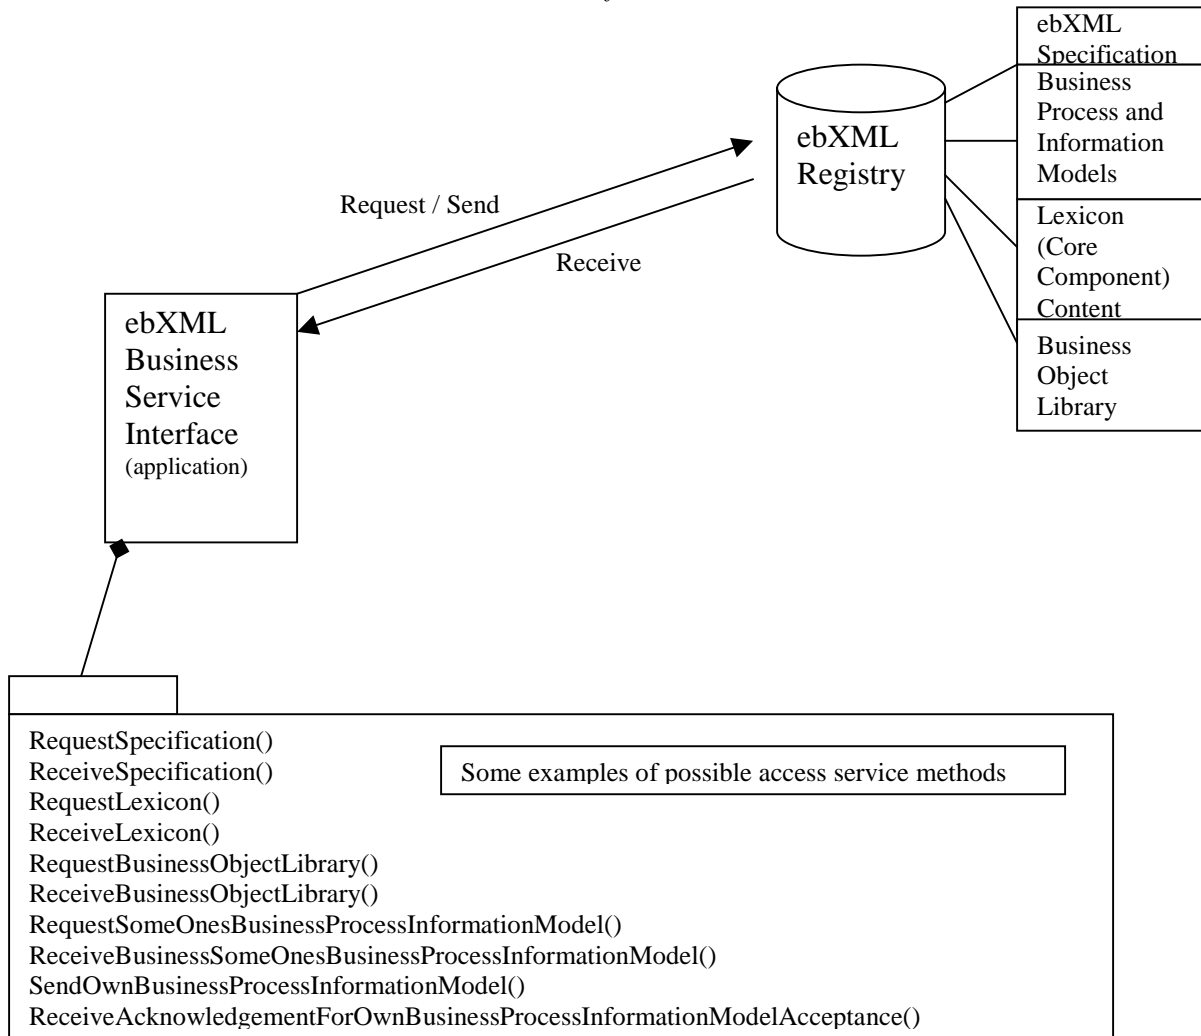 ebXML
Specification
Business
Process and
Information
Models
Lexicon
(Core
Component)
Content
Business
Object
Library
ebXML
Registry
Request / Send
Receive
ebXML
Business
Service
Interface
(application)
RequestSpecification()
ReceiveSpecification()
RequestLexicon()
ReceiveLexicon()
RequestBusinessObjectLibrary()
ReceiveBusinessObjectLibrary()
RequestSomeOnesBusinessProcessInformationModel()
ReceiveBusinessSomeOnesBusinessProcessInformationModel()
SendOwnBusinessProcessInformationModel()
ReceiveAcknowledgementForOwnBusinessProcessInformationModelAcceptance()
Some examples of possible access service methods